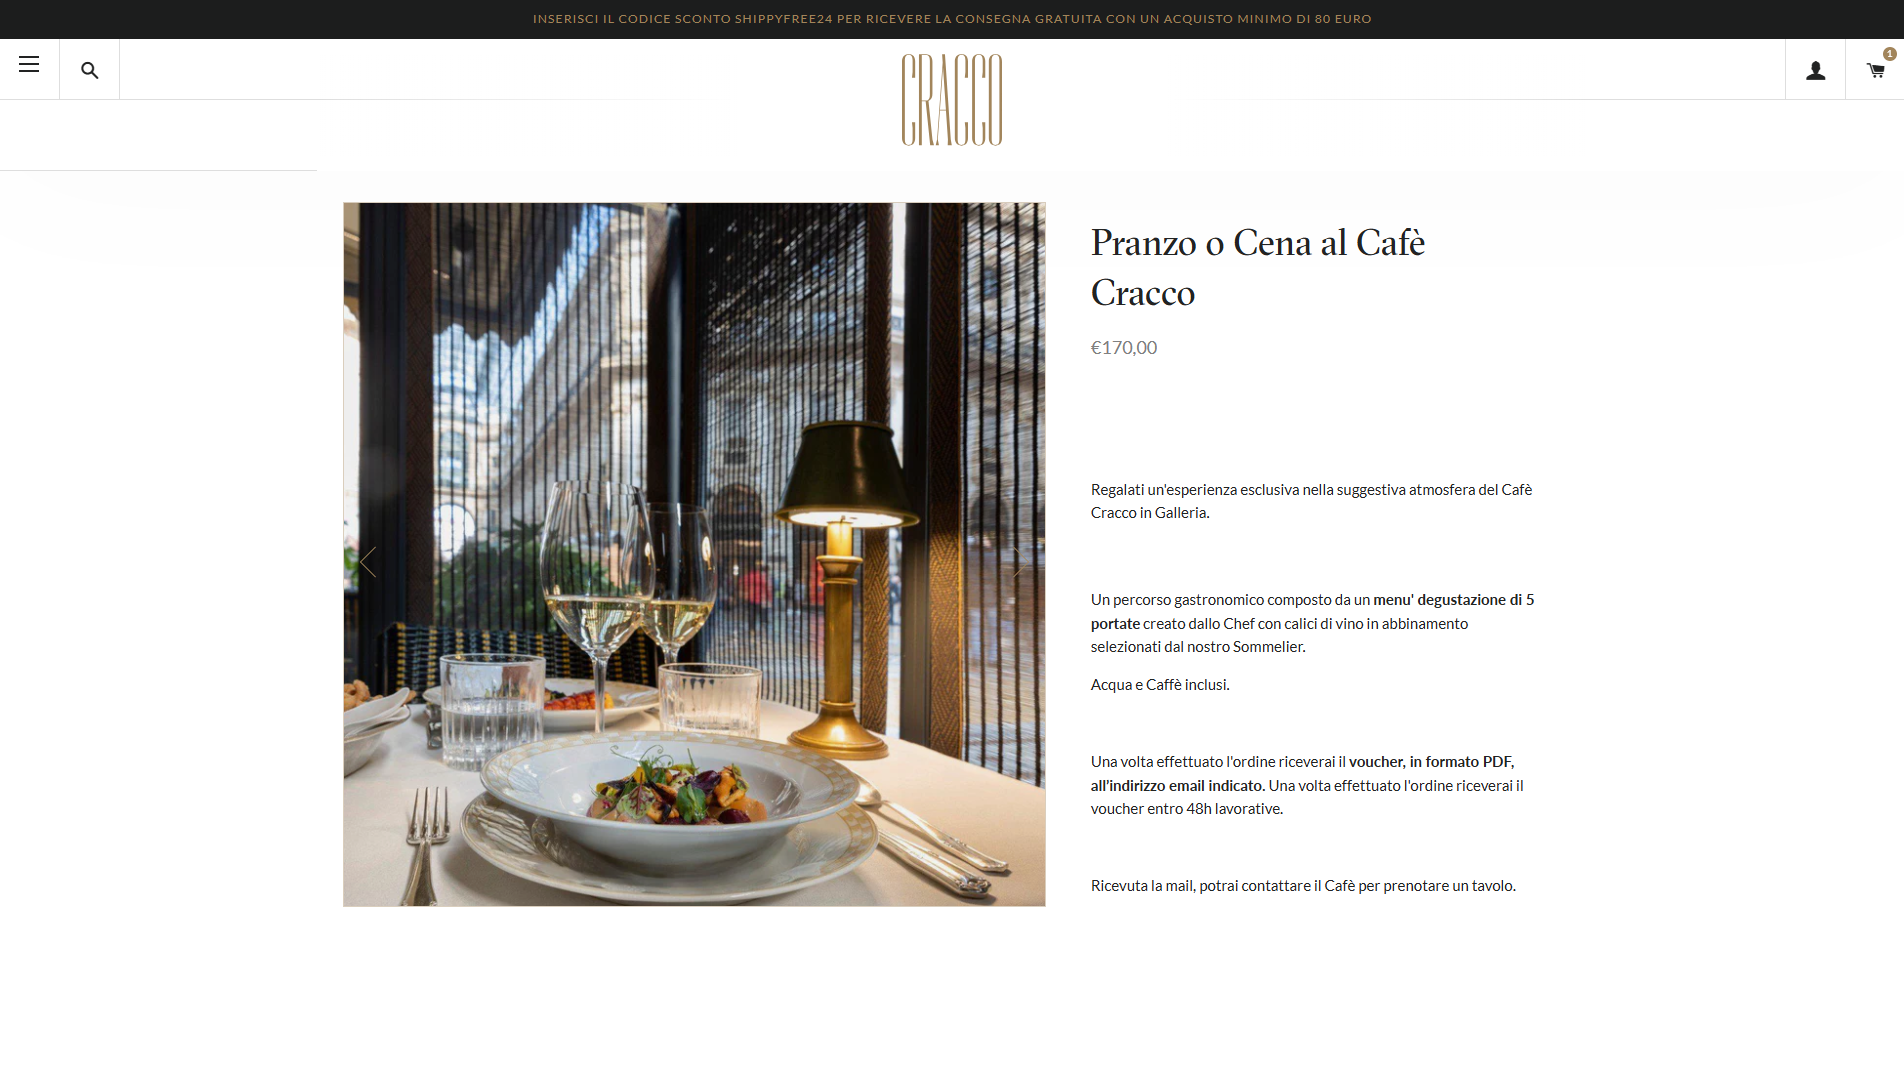 INSERISCI IL CODICE SCONTO SHIPPYFREE24 PER RICEVERE LA CONSEGNA GRATUITA CON UN ACQUISTO MINIMO DI 80 EURO
CRACCO
1
Pranzo o Cena al Cafè
Cracco
€170,00
Regalati un'esperienza esclusiva nella suggestiva atmosfera del Cafè
Cracco in Galleria.
Un percorso gastronomico composto da un menu' degustazione di 5
portate creato dallo Chef con calici di vino in abbinamento
selezionati dal nostro Sommelier.
Acqua e Caffè inclusi.
Una volta effettuato l'ordine riceverai il voucher, in formato PDF,
all’indirizzo email indicato. Una volta effettuato l'ordine riceverai il
voucher entro 48h lavorative.
Ricevuta la mail, potrai contattare il Cafè per prenotare un tavolo.